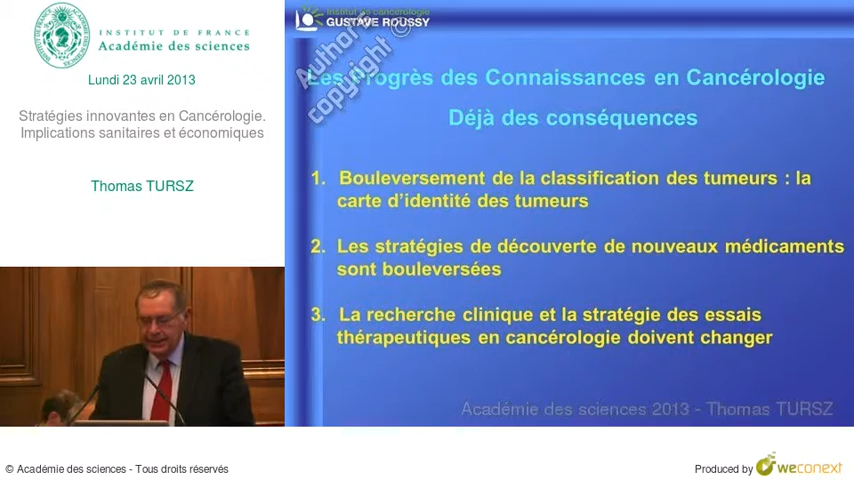 INSTITUT DE FRANCE
Académie des sciences
Lundi 23 avril 2013
Stratégies innovantes en Cancérologie.
Implications sanitaires et économiques
Thomas TURSZ
Institut de cancérologie
GUSTAVE ROUSSY
Author's
copyright ©
Les Progrès des Connaissances en Cancérologie
Déjà des conséquences
1. Bouleversement de la classification des tumeurs : la
carte d'identité des tumeurs
2. Les stratégies de découverte de nouveaux médicaments
sont bouleversées
3. La recherche clinique et la stratégie des essais
thérapeutiques en cancérologie doivent changer
Académie des sciences 2013 - Thomas TURSZ
© Académie des sciences - Tous droits réservés
Produced by weconext